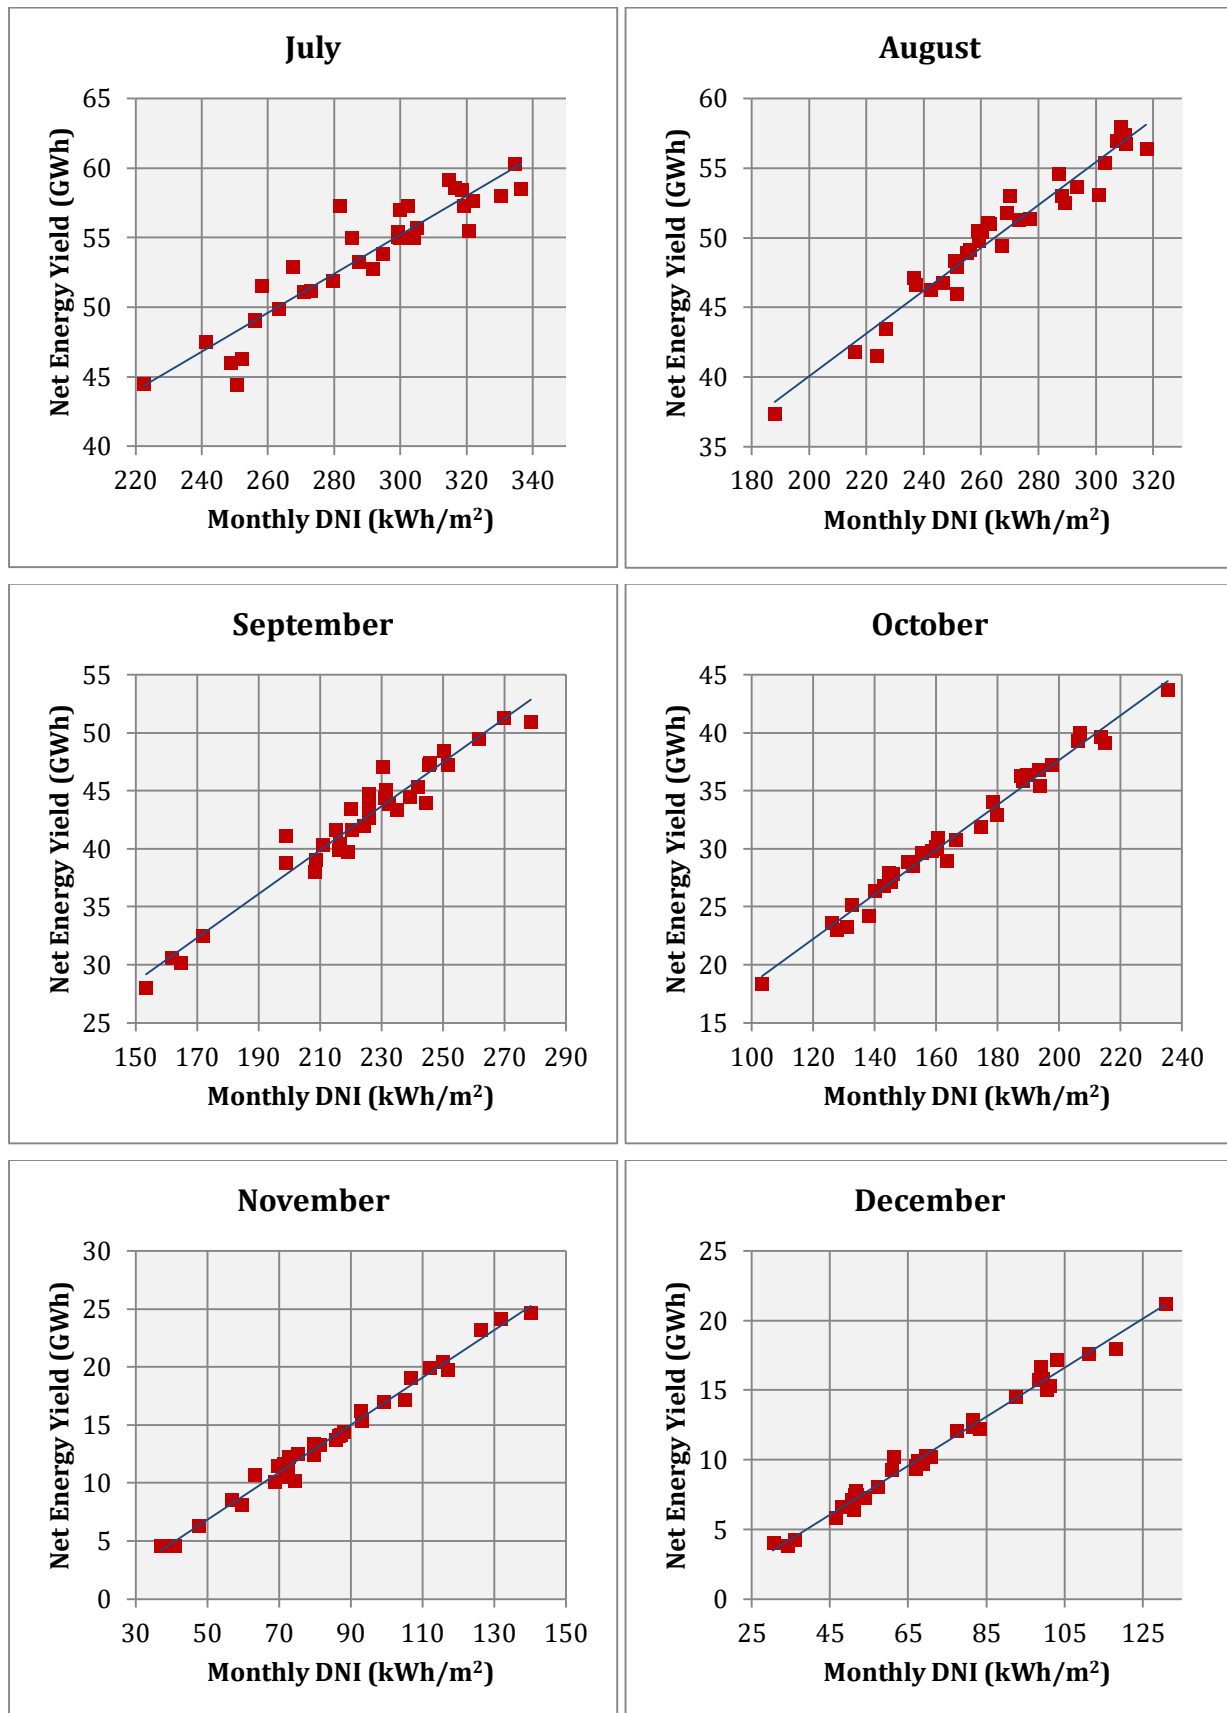 July
Net Energy Yield (GWh)
65
60
55
50
45
40
220 240 260 280 300 320 340
Monthly DNI (kWh/m²)
August
Net Energy Yield (GWh)
60
55
50
45
40
35
180 200 220 240 260 280 300 320
Monthly DNI (kWh/m²)
September
Net Energy Yield (GWh)
55
50
45
40
35
30
25
150 170 190 210 230 250 270 290
Monthly DNI (kWh/m²)
October
Net Energy Yield (GWh)
45
40
35
30
25
20
15
100 120 140 160 180 200 220 240
Monthly DNI (kWh/m²)
November
Net Energy Yield (GWh)
30
25
20
15
10
5
0
30 50 70 90 110 130 150
Monthly DNI (kWh/m²)
December
Net Energy Yield (GWh)
25
20
15
10
5
0
25 45 65 85 105 125
Monthly DNI (kWh/m²)